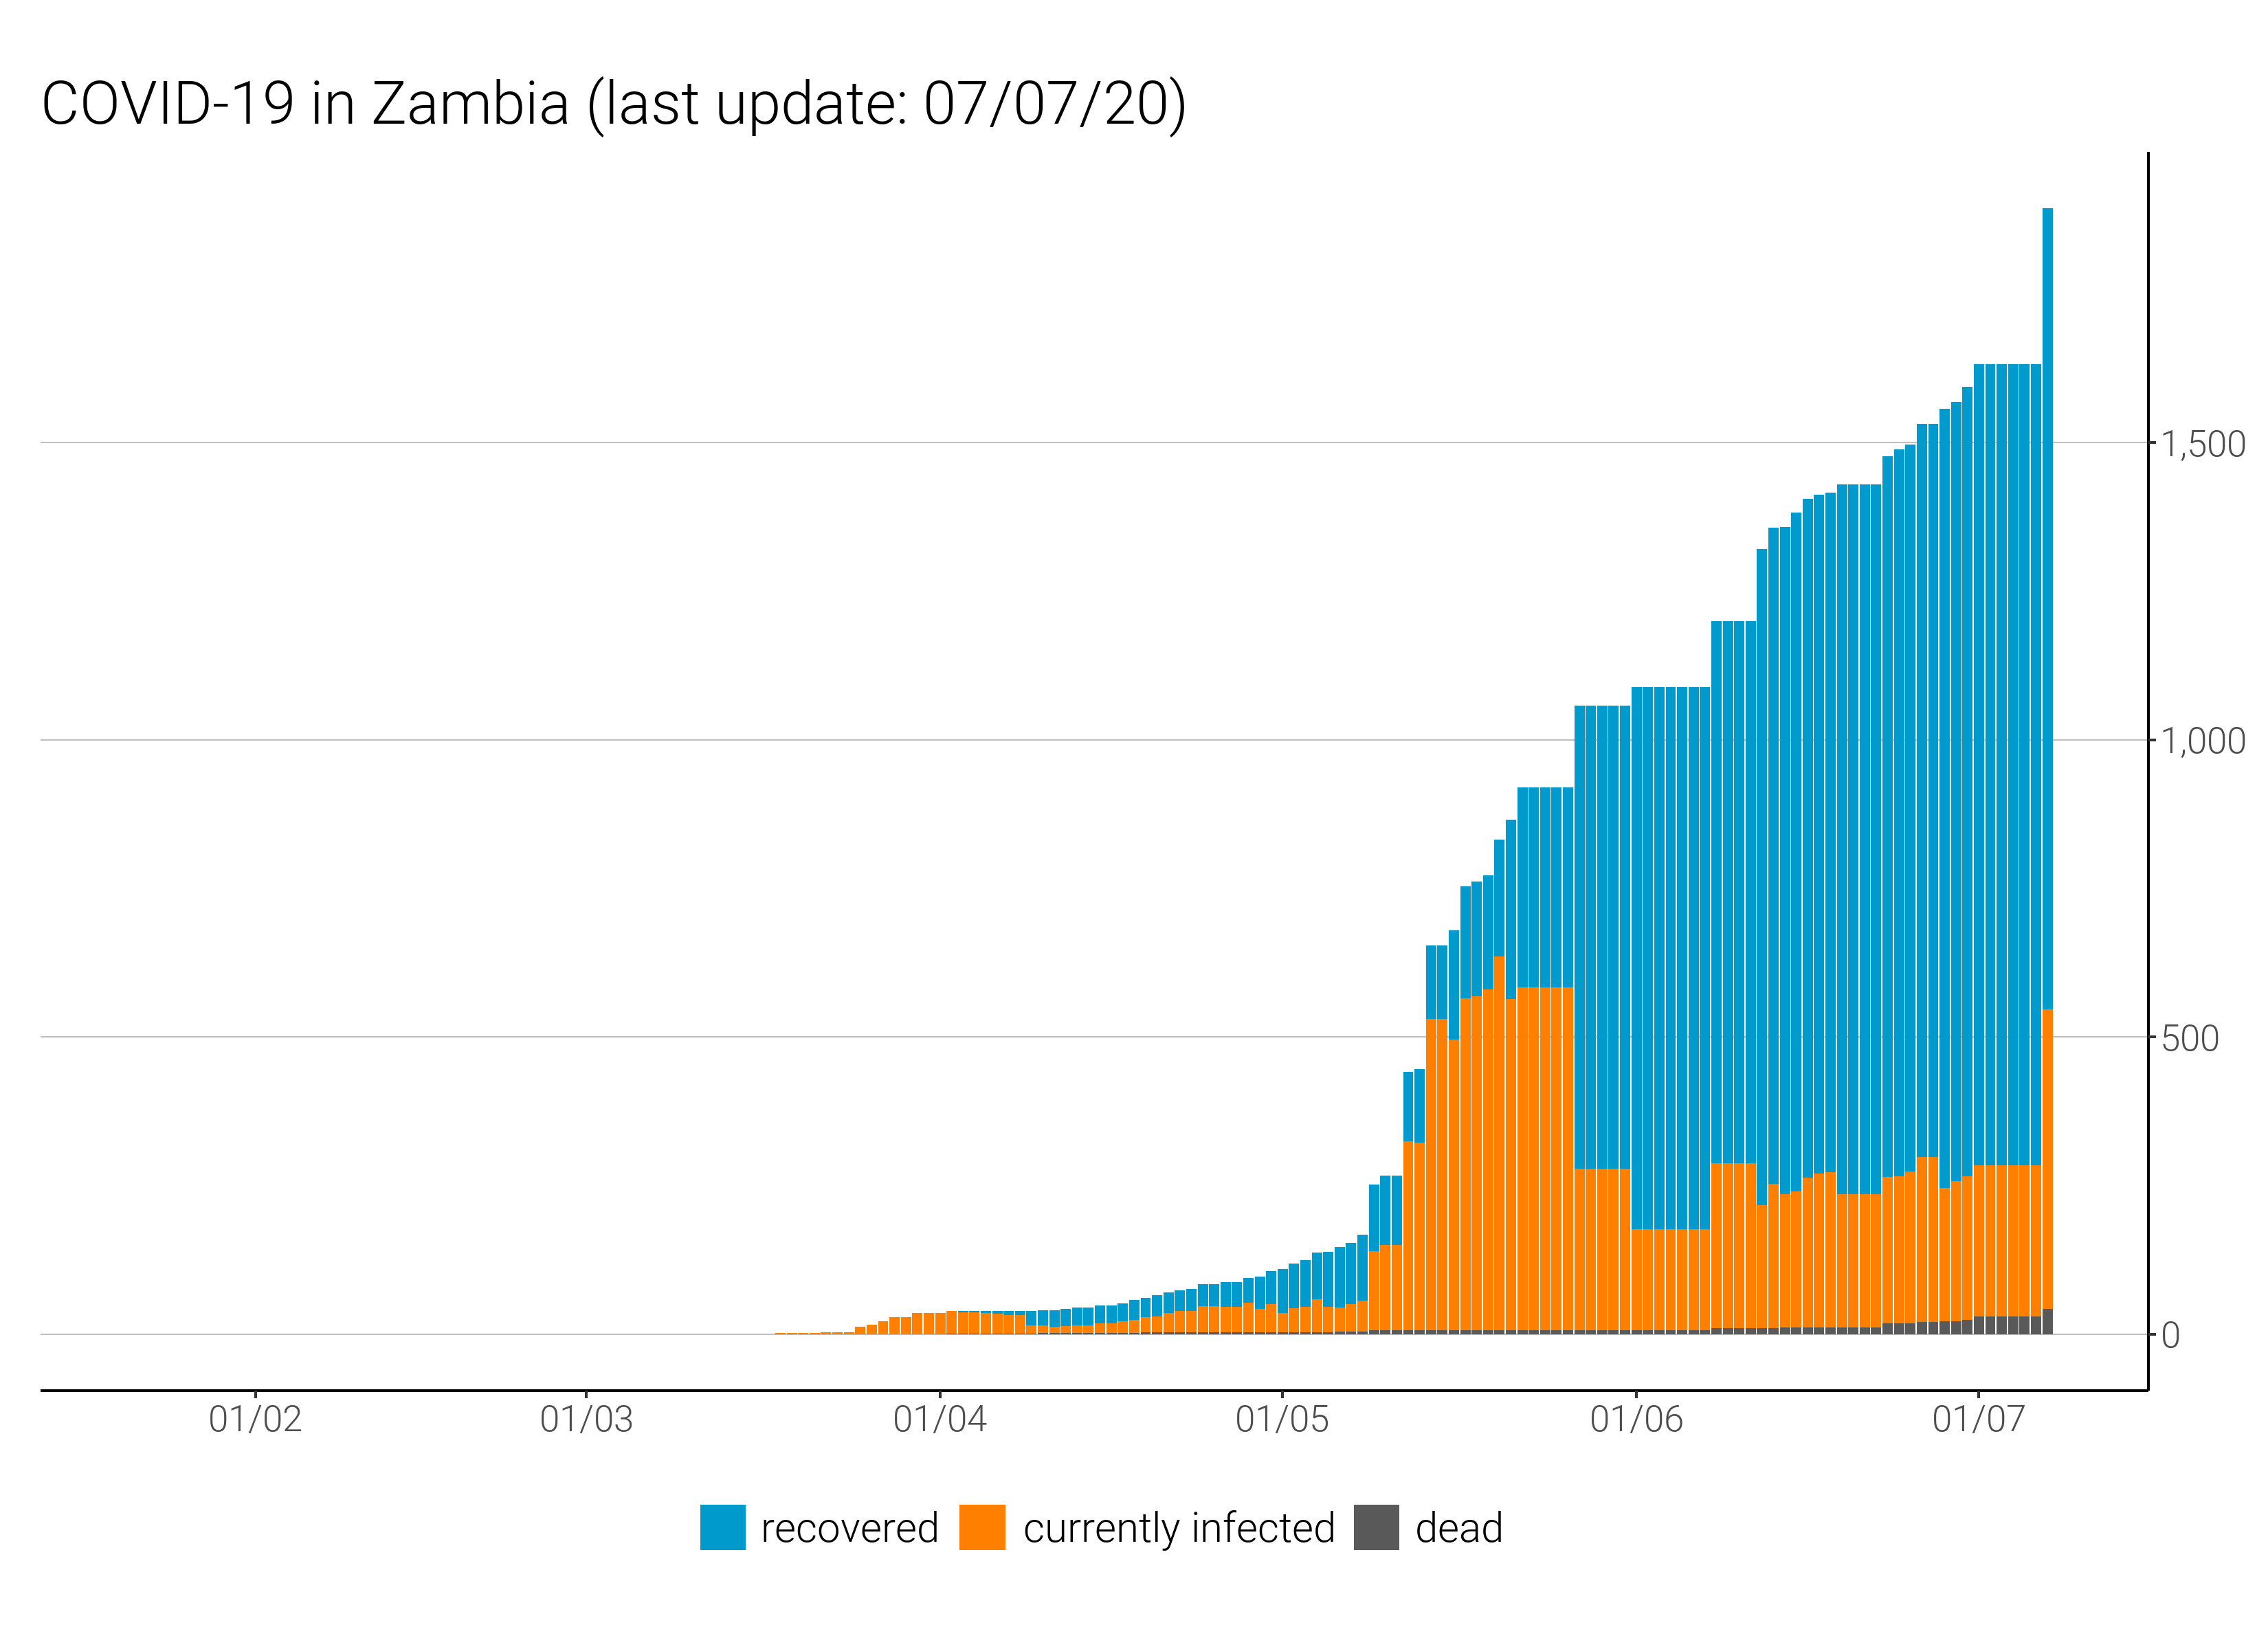 COVID-19 in Zambia (last update: 07/07/20)
1,500
1,000
500
0
01/02 01/03 01/04 01/05 01/06 01/07
recovered currently infected dead